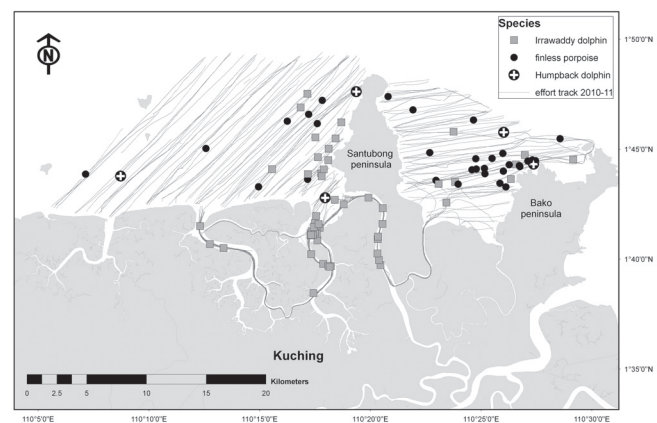 Species
Irrawaddy dolphin
finless porpoise
Humpback dolphin
effort track 2010-11
N
1°50'0"N
1°45'0"N
1°40'0"N
1°35'0"N
Santubong
peninsula
Bako
peninsula
Kuching
Kilometers
0 2.5 5 10 15 20
110°5'0"E 110°10'0"E 110°15'0"E 110°20'0"E 110°25'0"E 110°30'0"E